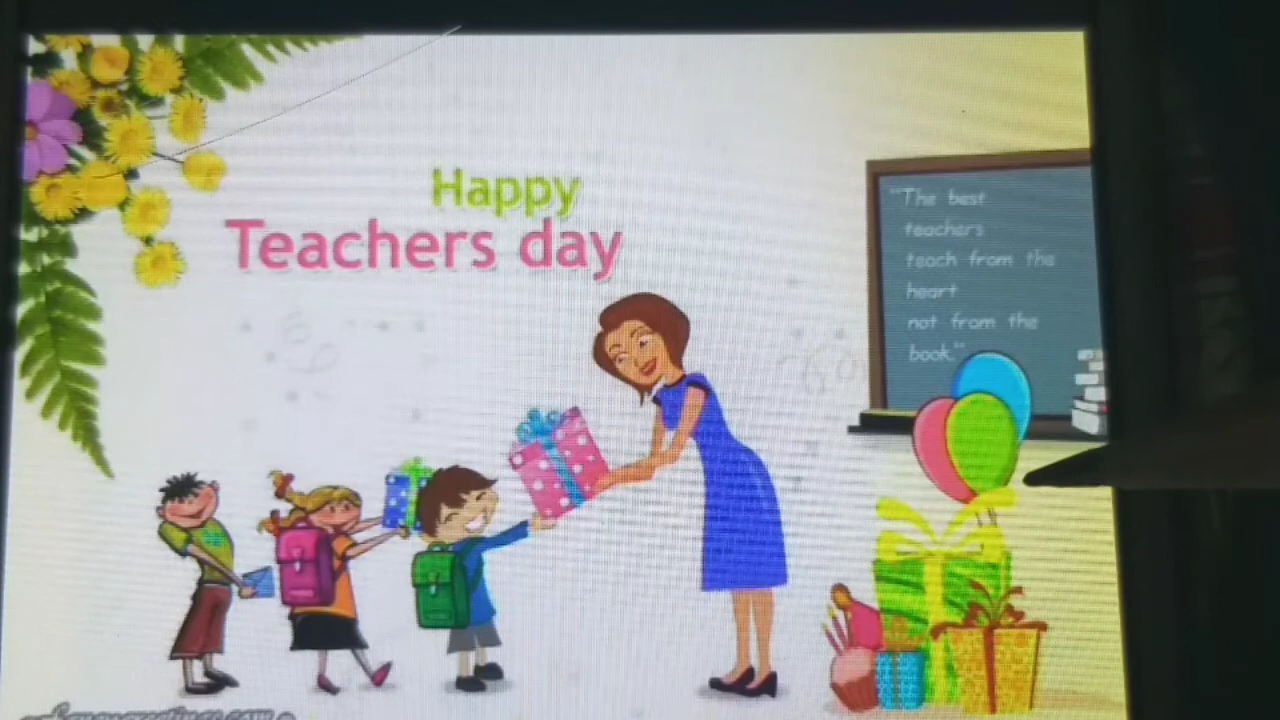 Happy
Teachers day
"The best
teachers
teach from the
heart
not from the
book."